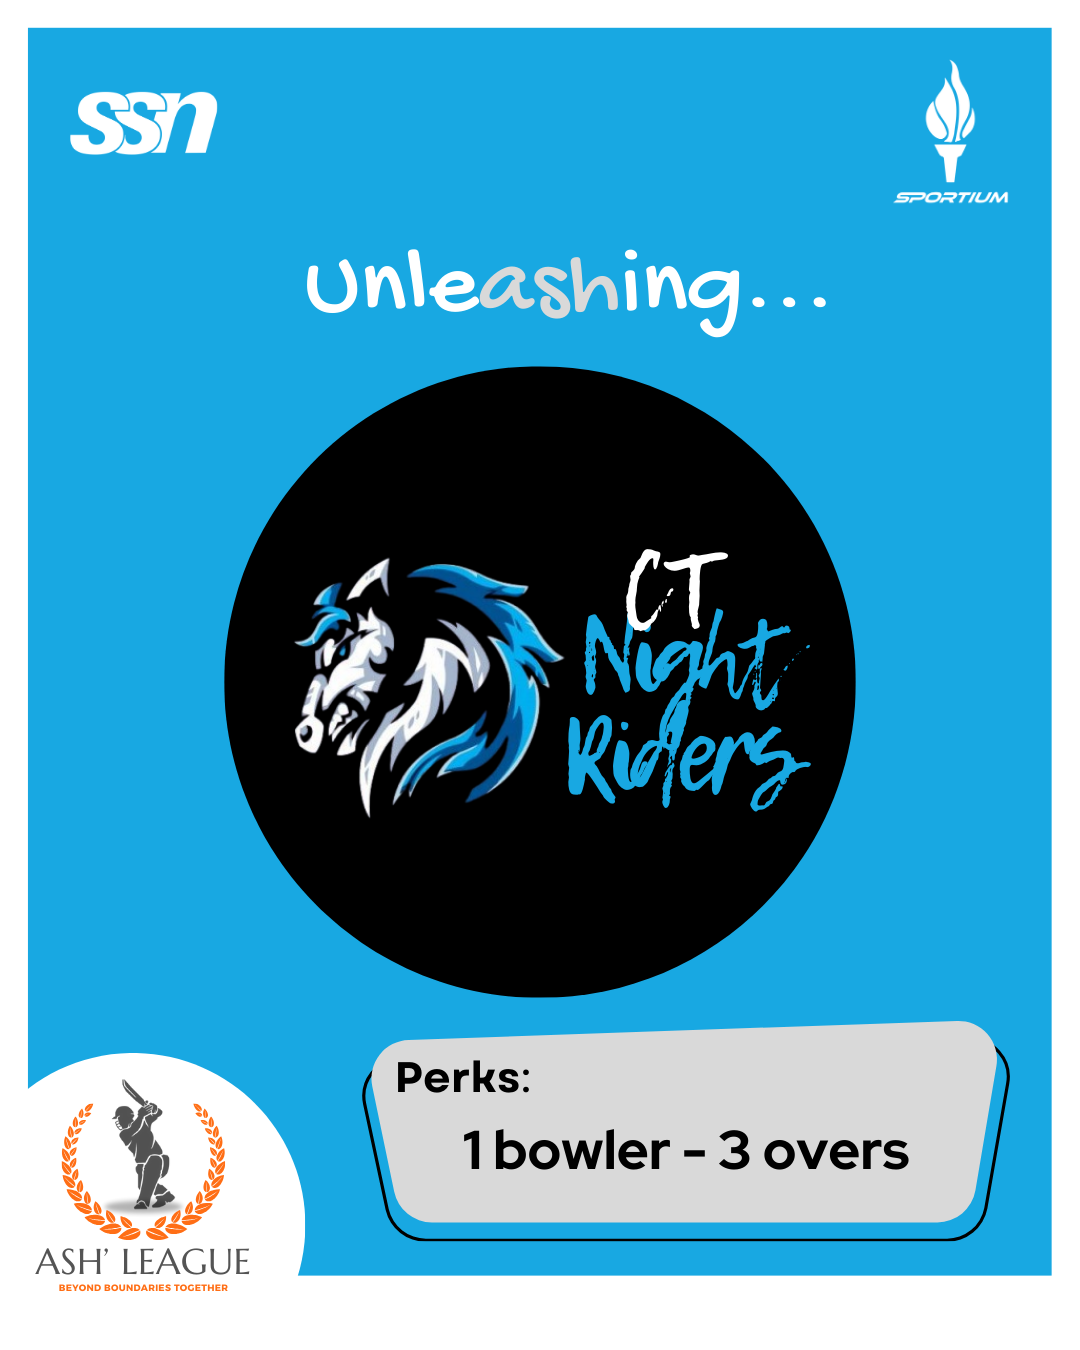 ssn
SPORTIUM
Unleashing...
CT
Night
Riders
Perks:
1 bowler - 3 overs
ASH' LEAGUE
BEYOND BOUNDARIES TOGETHER